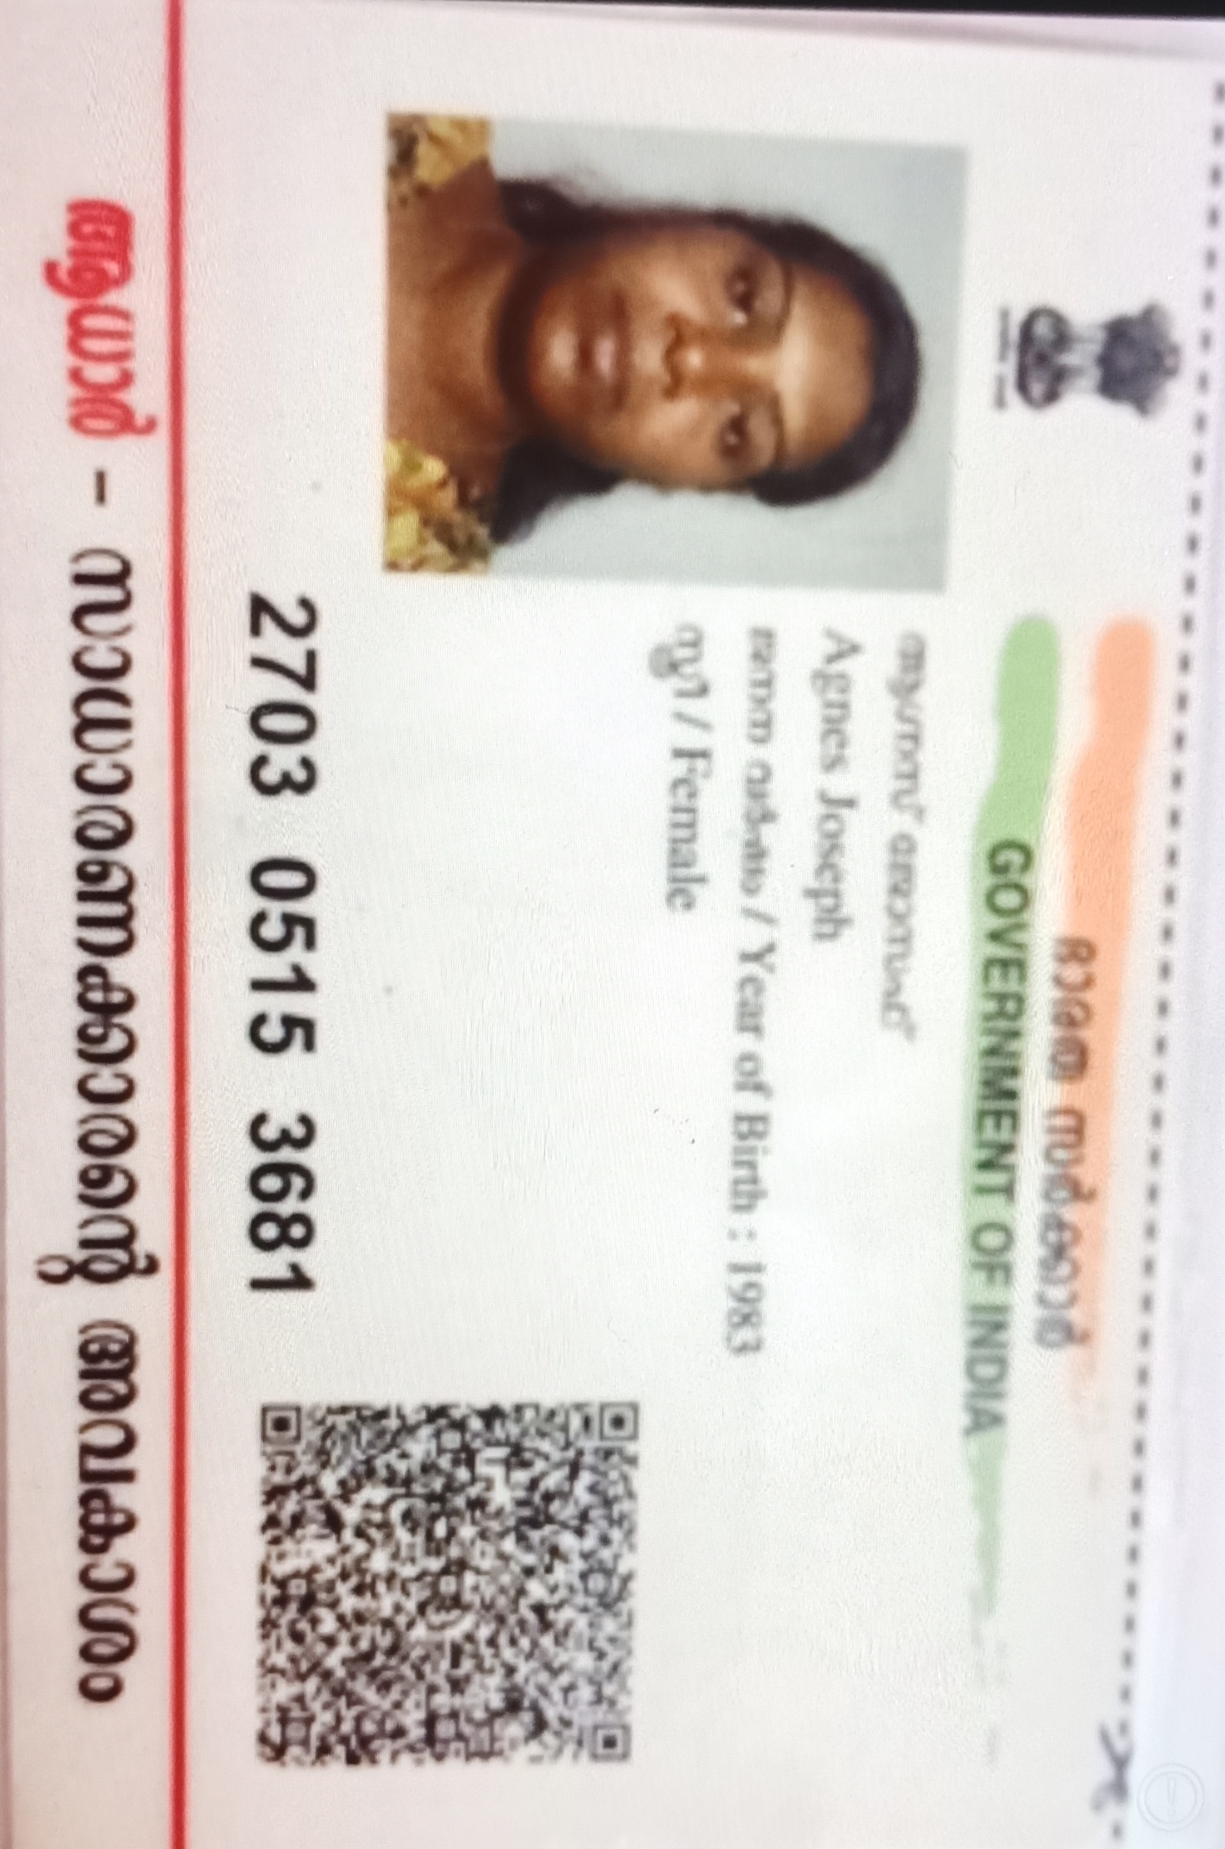 ഭാരത സർക്കാർ
GOVERNMENT OF INDIA
ആഗ്നസ് ജോസഫ്
Agnes Joseph
ജനന വർഷം / Year of Birth : 1983
സ്ത്രീ / Female
2703 0515 3681
ആധാർ - സാധാരണക്കാരന്റെ അവകാശം